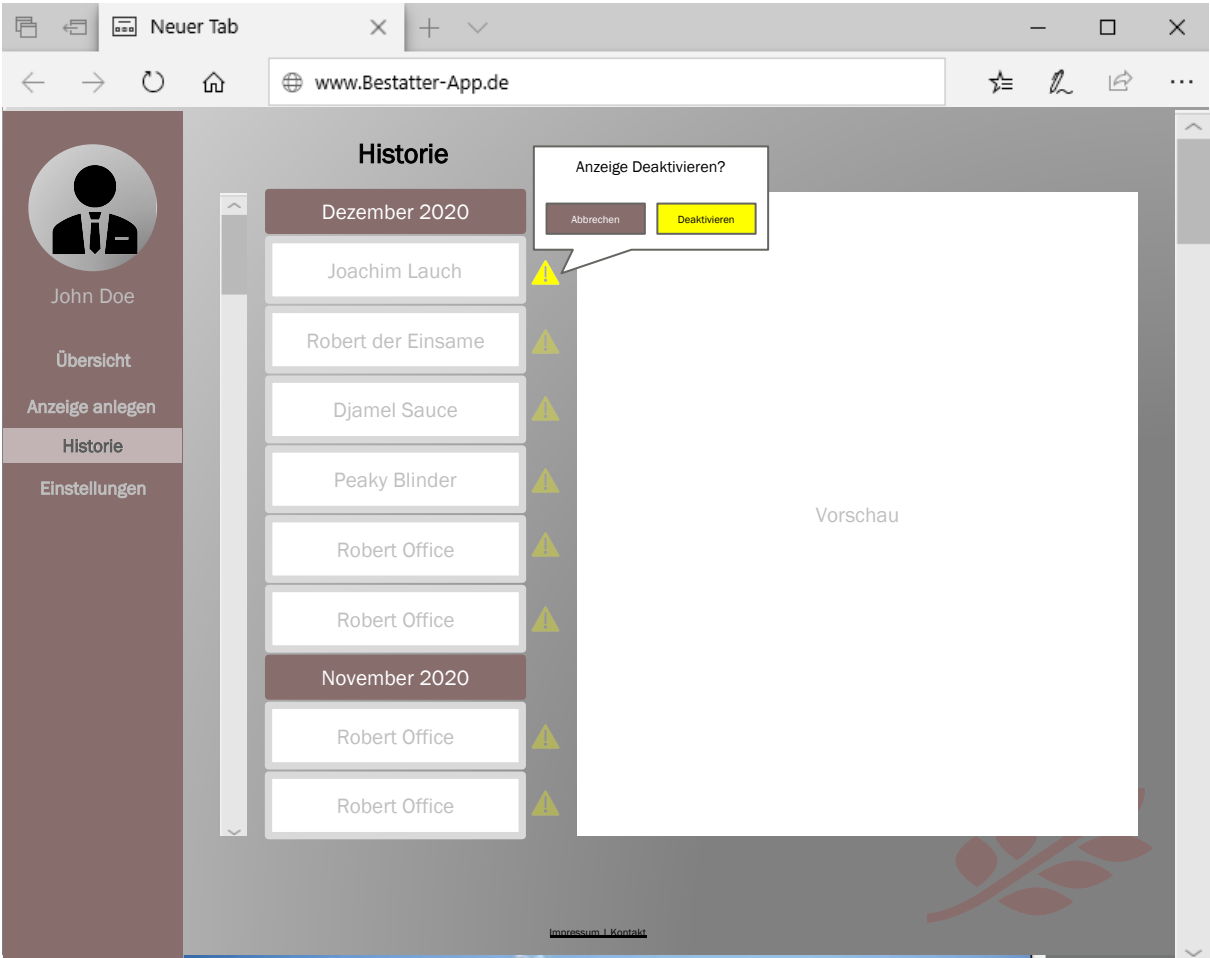 Neuer Tab
www.Bestatter-App.de
John Doe
Übersicht
Anzeige anlegen
Historie
Einstellungen
Historie
Anzeige Deaktivieren?
Abbrechen
Deaktivieren
Dezember 2020
Joachim Lauch
Robert der Einsame
Djamel Sauce
Peaky Blinder
Robert Office
Robert Office
November 2020
Robert Office
Robert Office
Vorschau
Impressum | Kontakt